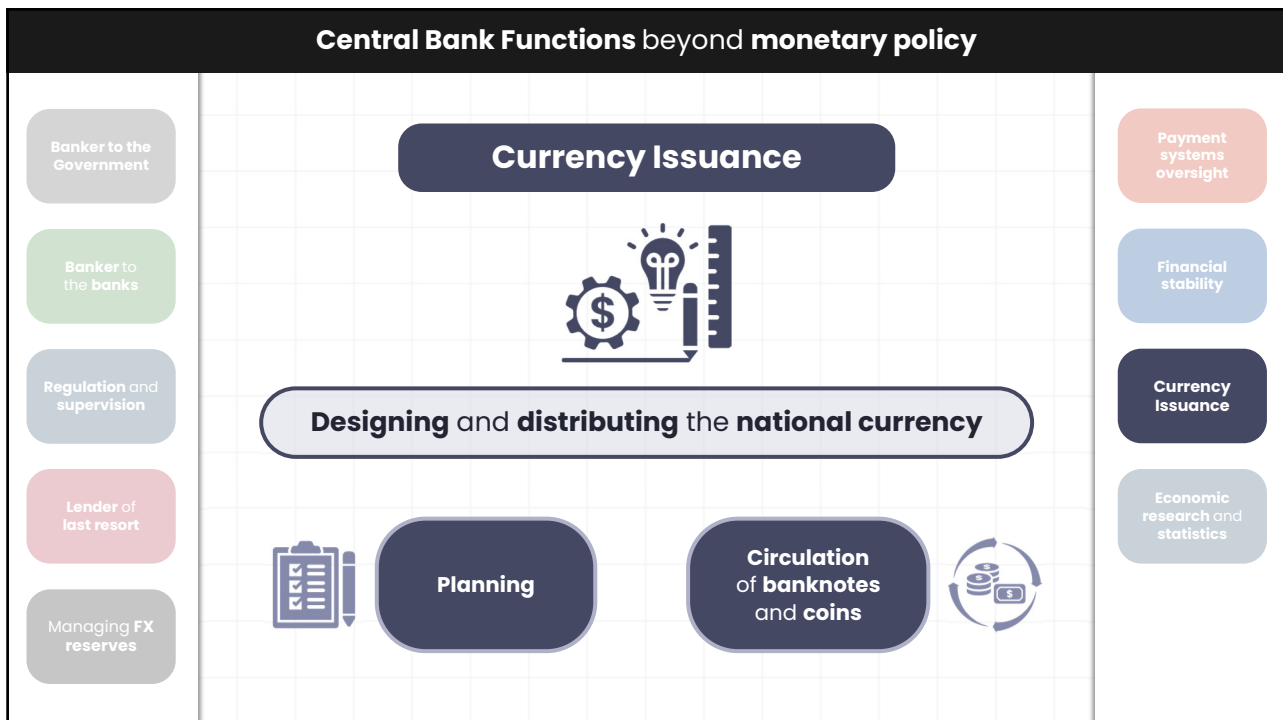 Central Bank Functions beyond monetary policy
Banker to the
Government
Banker to
the banks
Regulation and
supervision
Lender of
last resort
Managing FX
reserves
Currency Issuance
$
Designing and distributing the national currency
Planning
Circulation
of banknotes
and coins
$
$
$
Payment
systems
oversight
Financial
stability
Currency
Issuance
Economic
research and
statistics